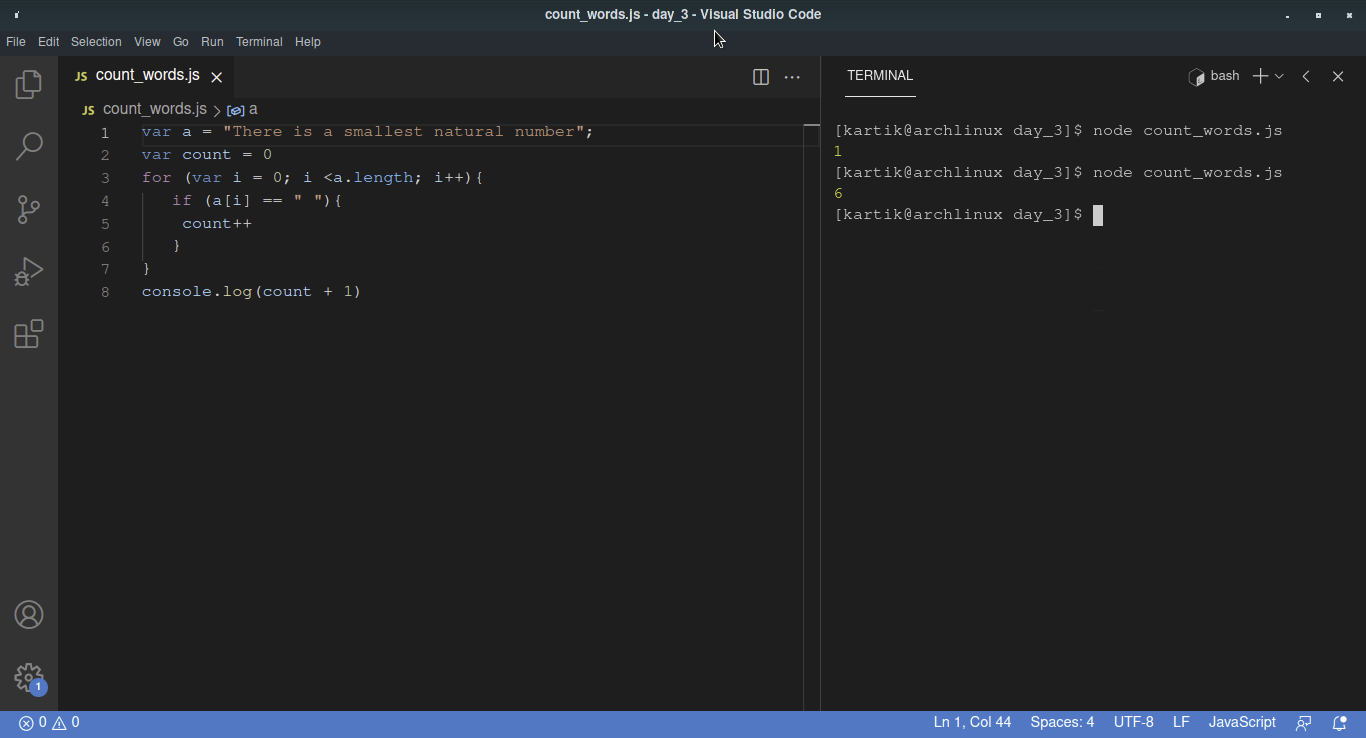 count_words.js - day_3 - Visual Studio Code
File Edit Selection View Go Run Terminal Help
JS count_words.js
JS count_words.js > a
1 var a = "There is a smallest natural number";
2 var count = 0
3 for (var i = 0; i <a.length; i++){
4 if (a[i] == " "){
5 count++
6 }
7 }
8 console.log(count + 1)
TERMINAL
bash
[kartik@archlinux day_3]$ node count_words.js
1
[kartik@archlinux day_3]$ node count_words.js
6
[kartik@archlinux day_3]$
1
0 0
Ln 1, Col 44 Spaces: 4 UTF-8 LF JavaScript